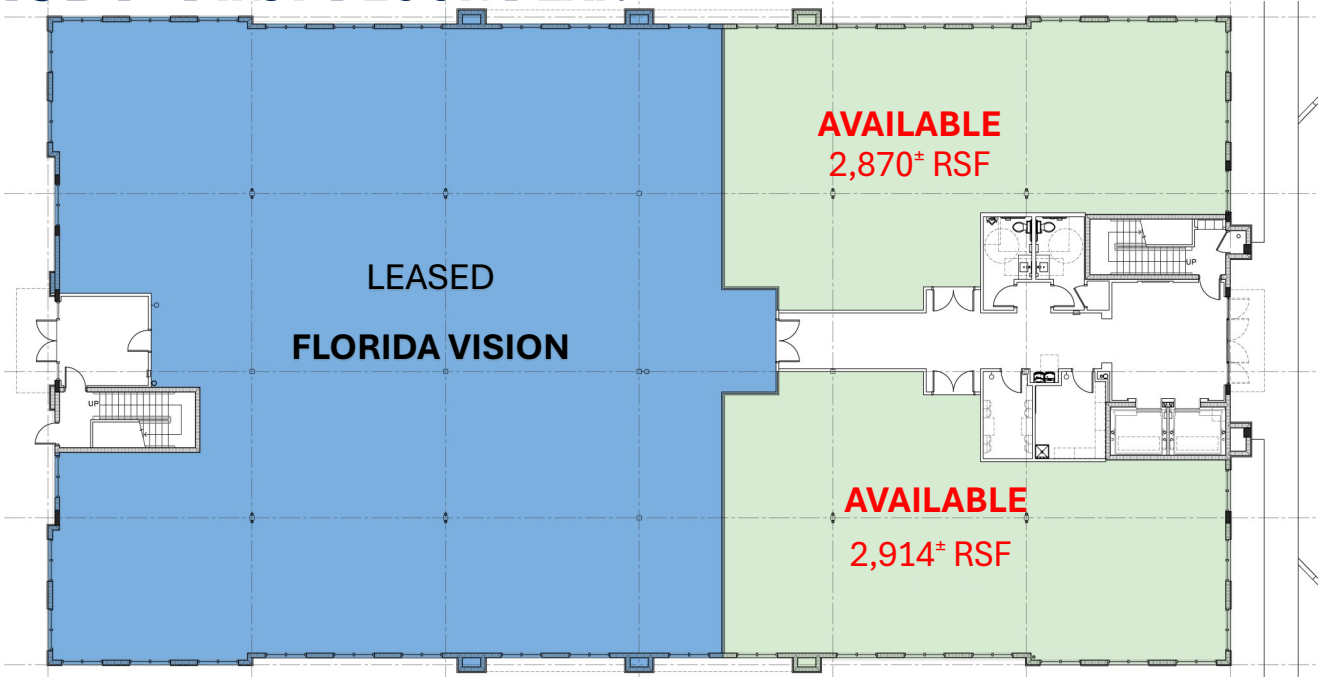 AVAILABLE
2,870± RSF
UP
LEASED
FLORIDA VISION
UP
AVAILABLE
2,914± RSF